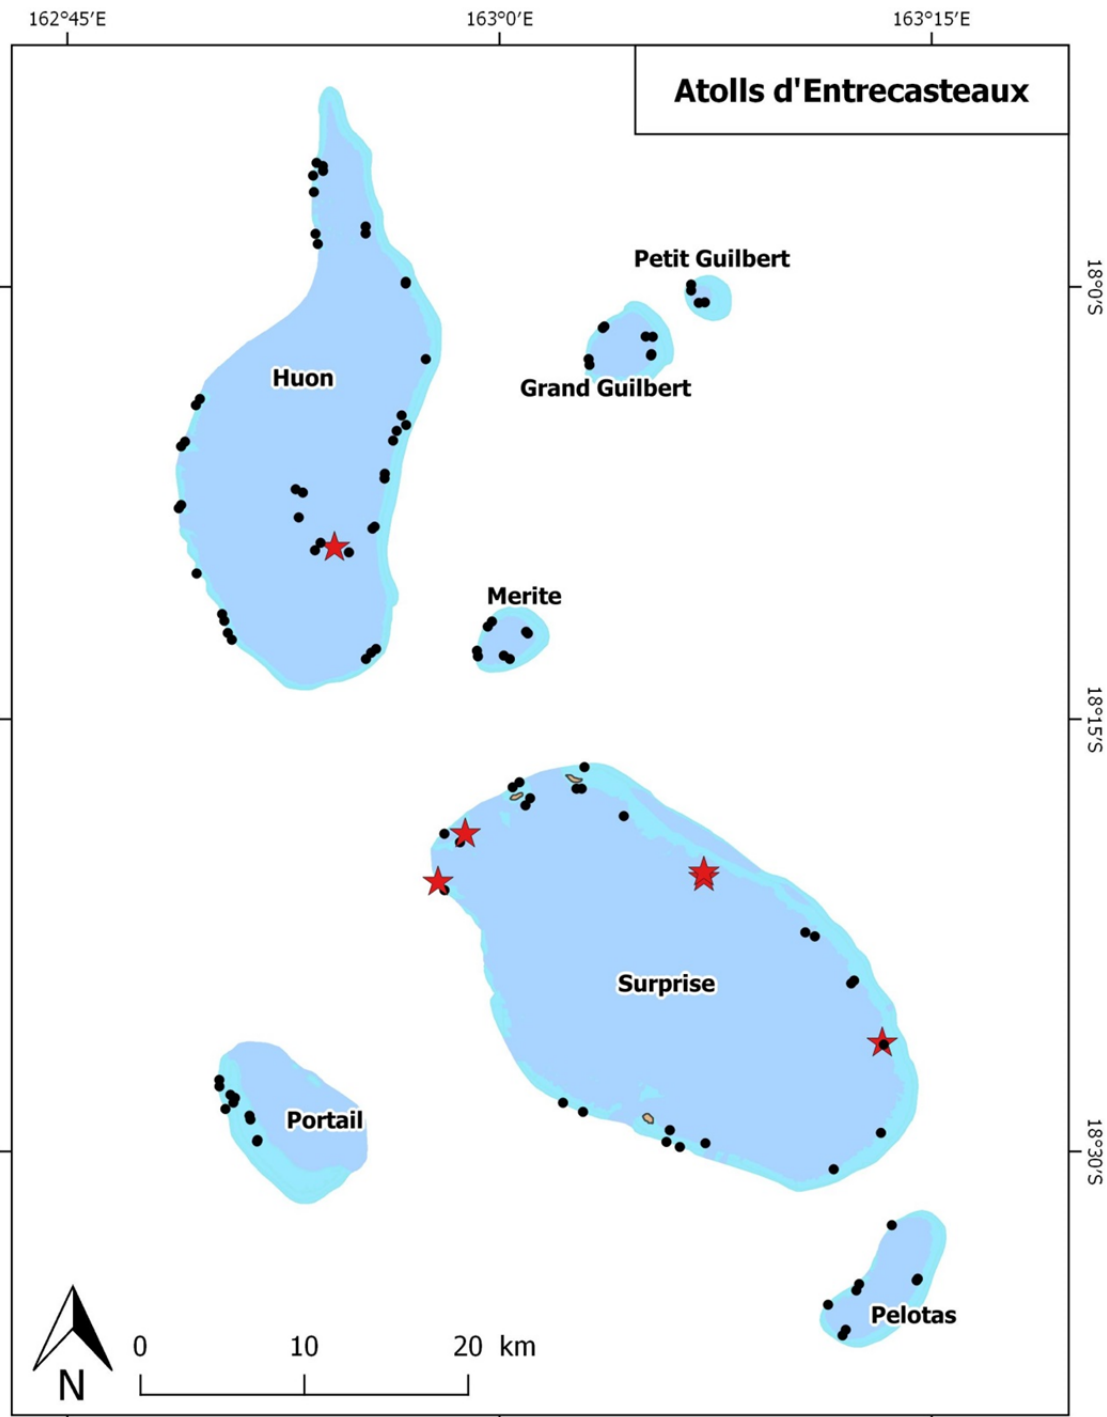 162°45'E 163°0'E 163°15'E
Atolls d'Entrecasteaux
Petit Guilbert
18°0'S
Huon
Grand Guilbert
Merite
18°15'S
Surprise
Portail
18°30'S
Pelotas
0 10 20 km
N